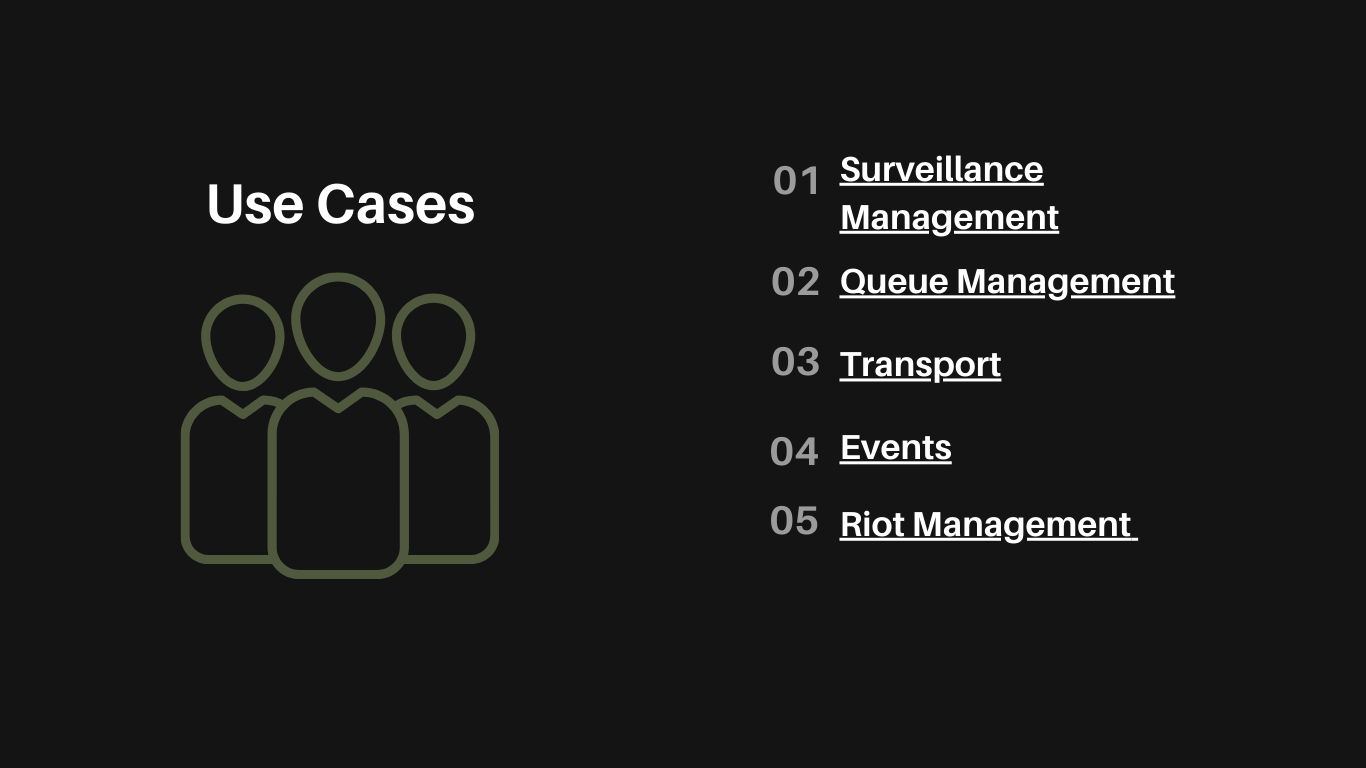 Use Cases
01 Surveillance
Management
02 Queue Management
03 Transport
04 Events
05 Riot Management